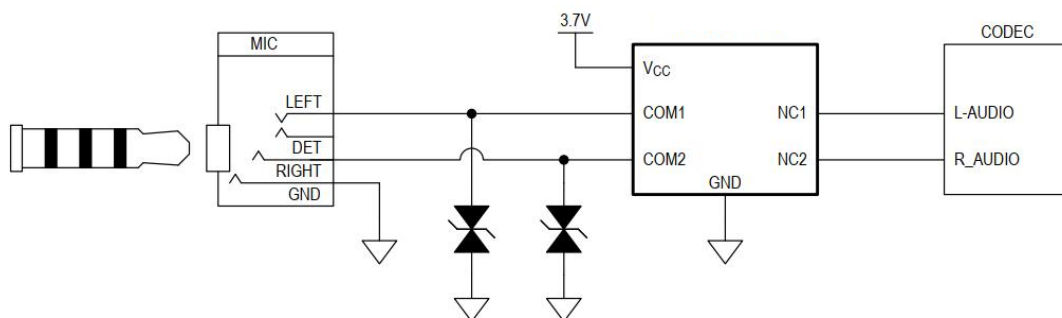 MIC
LEFT
DET
RIGHT
GND
3.7V
VCC
COM1
COM2
NC1
NC2
GND
CODEC
L-AUDIO
R_AUDIO